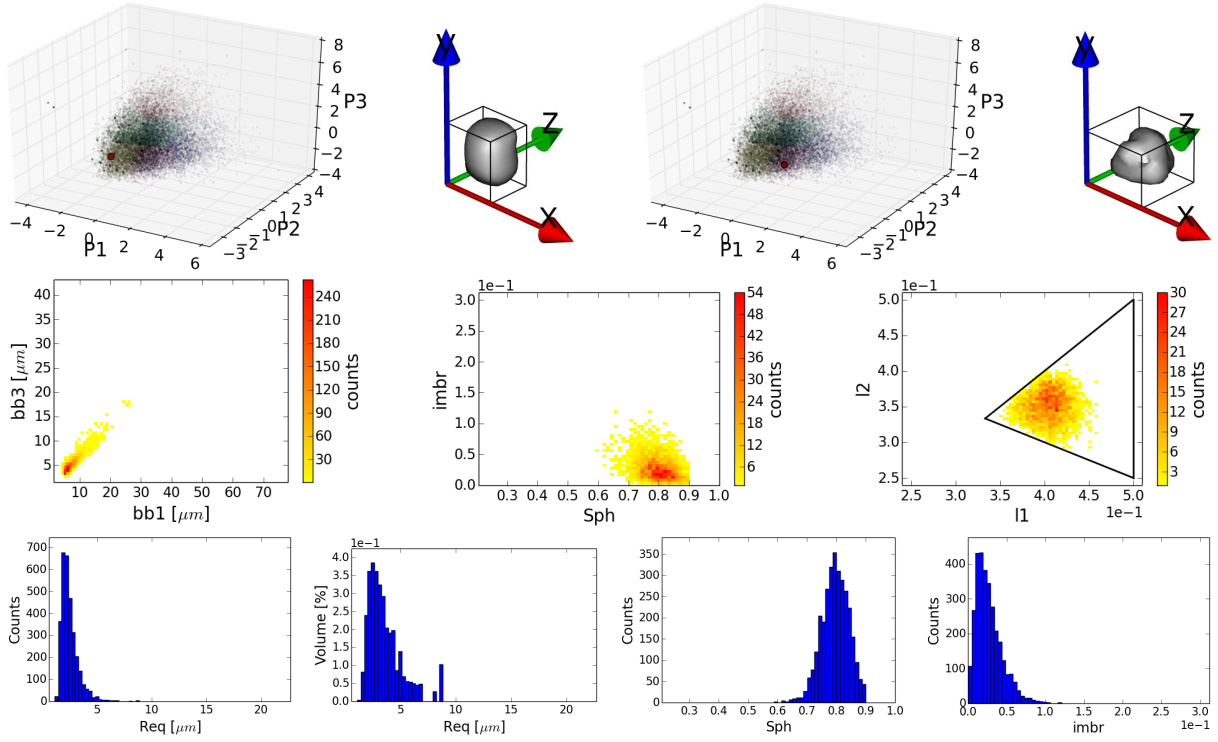 8
6
4
2
0
−2
−4
P3
−4
−2
0
2
4
6
P1
−3
−2
−1
0
1
2
3
4
P2
Y
Z
X
8
6
4
2
0
−2
−4
P3
−4
−2
0
2
4
6
P1
−3
−2
−1
0
1
2
3
4
P2
Y
Z
X
40
35
30
25
20
15
10
5
bb3 [μm]
10 20 30 40 50 60 70
bb1 [μm]
240
210
180
150
120
90
60
30
counts
1e−1
3.0
2.5
2.0
1.5
1.0
0.5
0.0
imbr
0.3 0.4 0.5 0.6 0.7 0.8 0.9 1.0
Sph
54
48
42
36
30
24
18
12
6
counts
1e−1
5.0
4.5
4.0
3.5
3.0
2.5
l2
2.5 3.0 3.5 4.0 4.5 5.0
1e−1
l1
30
27
24
21
18
15
12
9
6
3
counts
700
600
500
400
300
200
100
0
Counts
5 10 15 20
Req [μm]
1e−1
4.0
3.5
3.0
2.5
2.0
1.5
1.0
0.5
0.0
Volume [%]
5 10 15 20
Req [μm]
350
300
250
200
150
100
50
0
Counts
0.3 0.4 0.5 0.6 0.7 0.8 0.9 1.0
Sph
400
300
200
100
0
Counts
0.0 0.5 1.0 1.5 2.0 2.5 3.0
1e−1
imbr